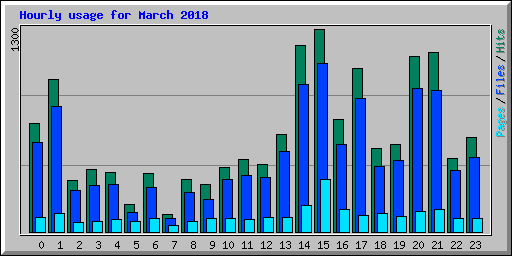 Hourly usage for March 2018
1300
Pages/Files/Hits
0 1 2 3 4 5 6 7 8 9 10 11 12 13 14 15 16 17 18 19 20 21 22 23